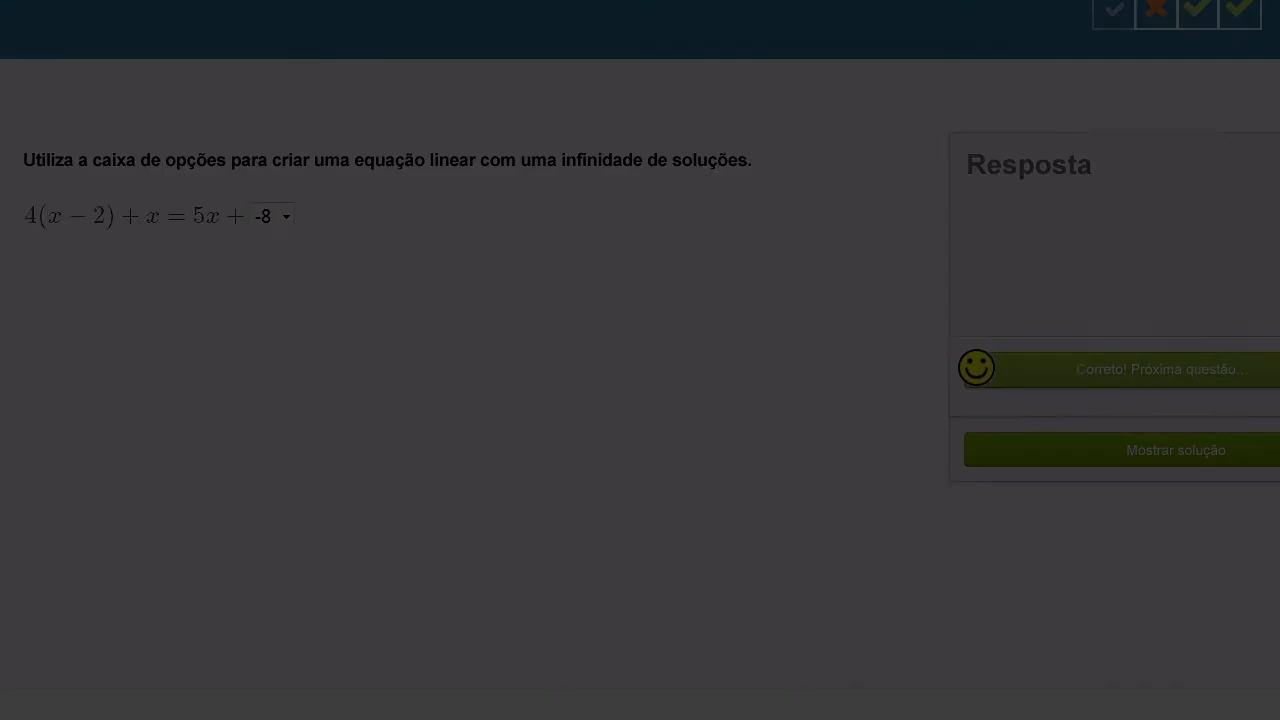 Utiliza a caixa de opções para criar uma equação linear com uma infinidade de soluções.
4(x − 2) + x = 5x + -8
Resposta
Correto! Próxima questão...
Mostrar solução